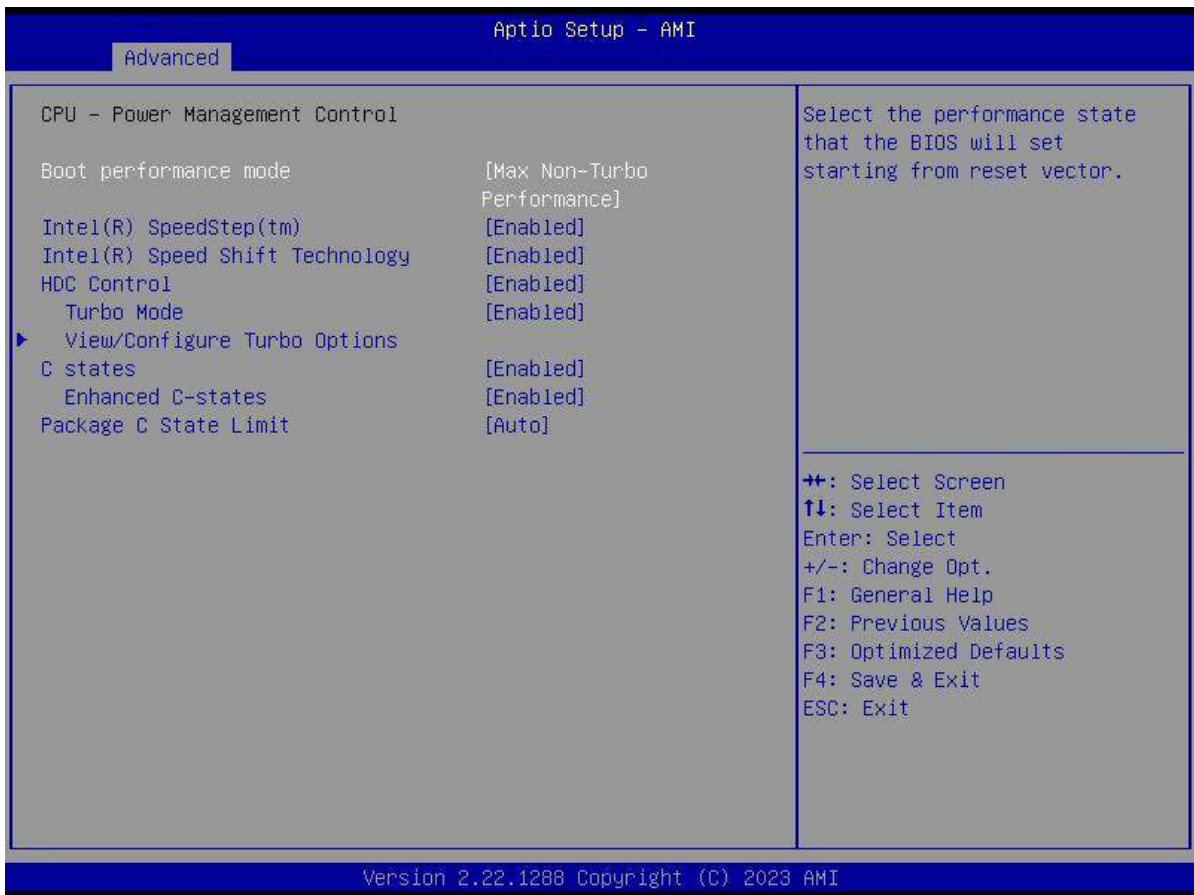 Aptio Setup - AMI
Advanced
CPU - Power Management Control
Boot performance mode [Max Non-Turbo
Performance]
Intel(R) SpeedStep(tm) [Enabled]
Intel(R) Speed Shift Technology [Enabled]
HDC Control [Enabled]
Turbo Mode [Enabled]
View/Configure Turbo Options
C states [Enabled]
Enhanced C-states [Enabled]
Package C State Limit [Auto]
Select the performance state
that the BIOS will set
starting from reset vector.
→←: Select Screen
↑↓: Select Item
Enter: Select
+/-: Change Opt.
F1: General Help
F2: Previous Values
F3: Optimized Defaults
F4: Save & Exit
ESC: Exit
Version 2.22.1288 Copyright (C) 2023 AMI